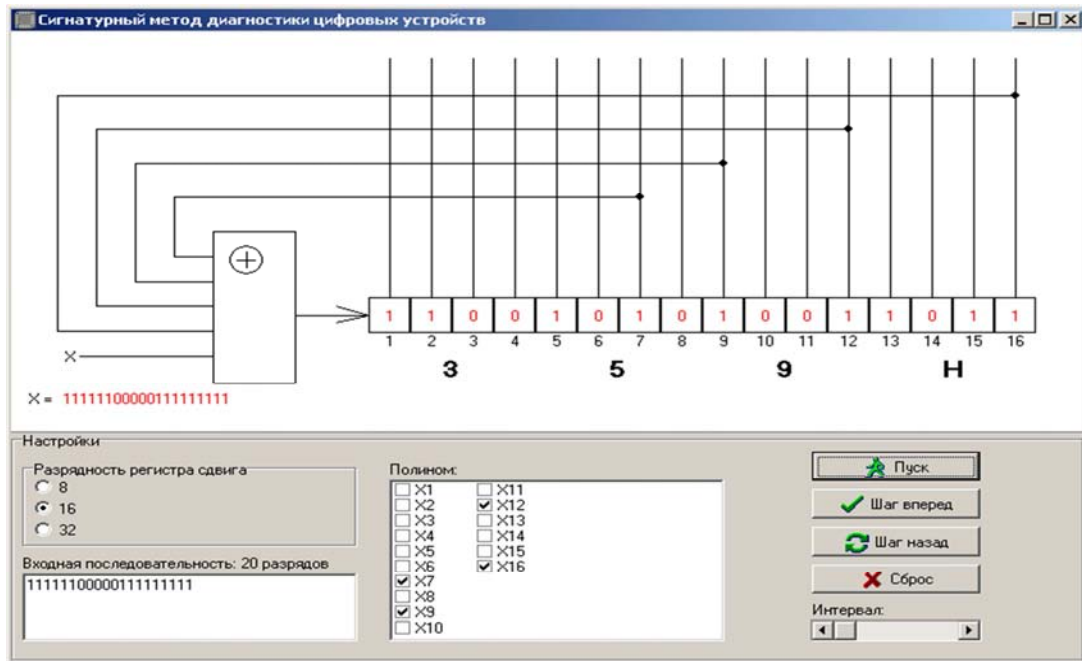 Сигнатурный метод диагностики цифровых устройств
1 1 0 0 1 0 1 0 1 0 0 1 1 0 1 1
X
1 2 3 4 5 6 7 8 9 10 11 12 13 14 15 16
3 5 9 H
X = 11111100000111111111
Настройки
Разрядность регистра сдвига
8
16
32
Входная последовательность: 20 разрядов
11111100000111111111
Полином:
X1 X11
X2 X12
X3 X13
X4 X14
X5 X15
X6 X16
X7
X8
X9
X10
Пуск
Шаг вперед
Шаг назад
Сброс
Интервал: